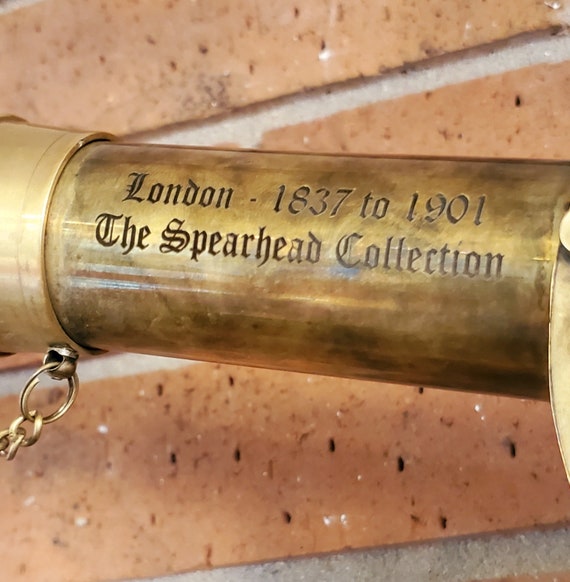 London - 1837 to 1901
The Spearhead Collection